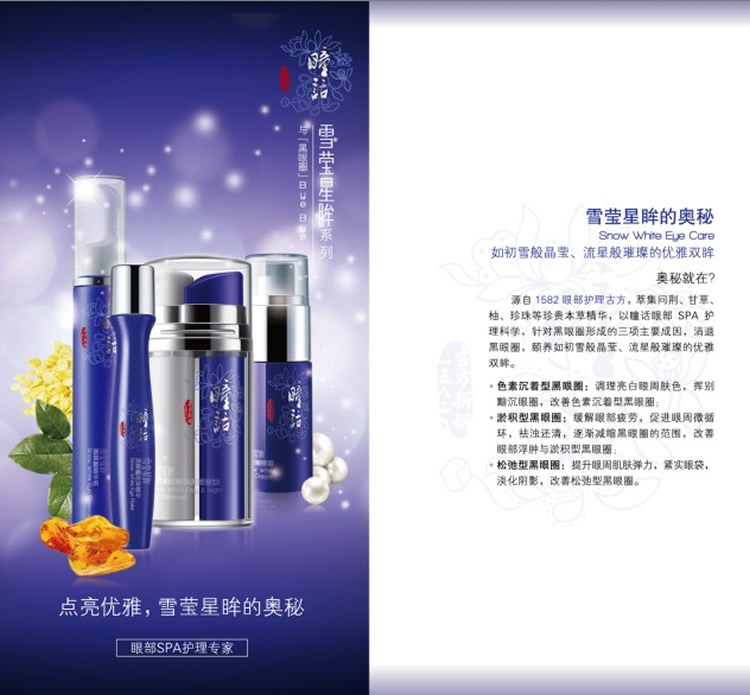 瞳話
雪莹星眸系列
与「黑眼圈」Bye Bye
瞳話
瞳話
瞳話
点亮优雅，雪莹星眸的奥秘
眼部SPA护理专家
雪莹星眸的奥秘
Snow White Eye Care
如初雪般晶莹、流星般璀璨的优雅双眸
奥秘就在?
源自 1582 眼部护理古方，萃集问荆、甘草、
柚、珍珠等珍贵本草精华，以瞳话眼部 SPA 护
理科学，针对黑眼圈形成的三项主要成因，消退
黑眼圈，颐养如初雪般晶莹、流星般璀璨的优雅
双眸。
●色素沉着型黑眼圈：调理亮白眼周肤色，挥别
黯沉眼圈，改善色素沉着型黑眼圈；
●淤积型黑眼圈：缓解眼部疲劳，促进眼周微循
环，祛浊还清，逐渐减缩黑眼圈的范围，改善
眼部浮肿与淤积型黑眼圈；
●松弛型黑眼圈：提升眼周肌肤弹力，紧实眼袋，
淡化阴影，改善松弛型黑眼圈。